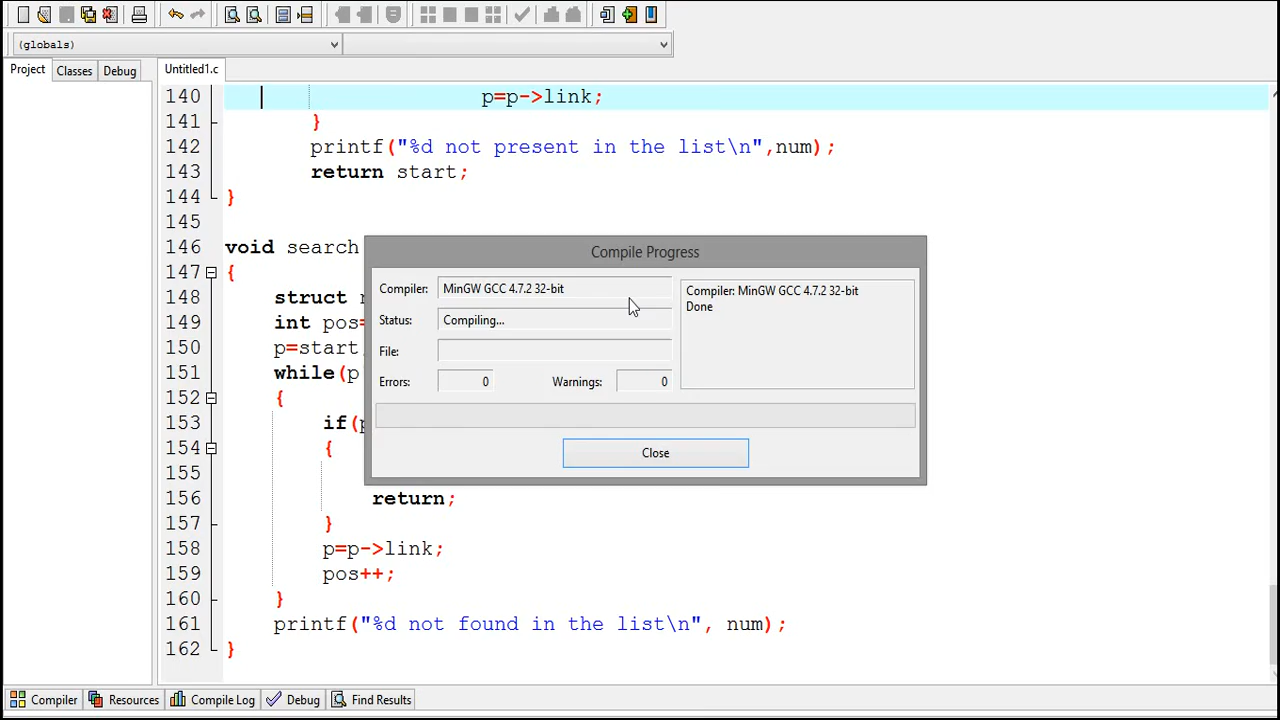 (globals)
Project Classes Debug Untitled1.c
140 p=p->link;
141 }
142 printf("%d not present in the list\n",num);
143 return start;
144 }
145
146 void search
147 {
148 struct
149 int pos=
150 p=start
151 while(p
152 {
153 if(
154 {
155
156 return;
157 }
158 p=p->link;
159 pos++;
160 }
161 printf("%d not found in the list\n", num);
162 }
Compile Progress
Compiler: MinGW GCC 4.7.2 32-bit
Status: Compiling...
File:
Errors: 0 Warnings: 0
Compiler: MinGW GCC 4.7.2 32-bit
Done
Close
Compiler Resources Compile Log Debug Find Results